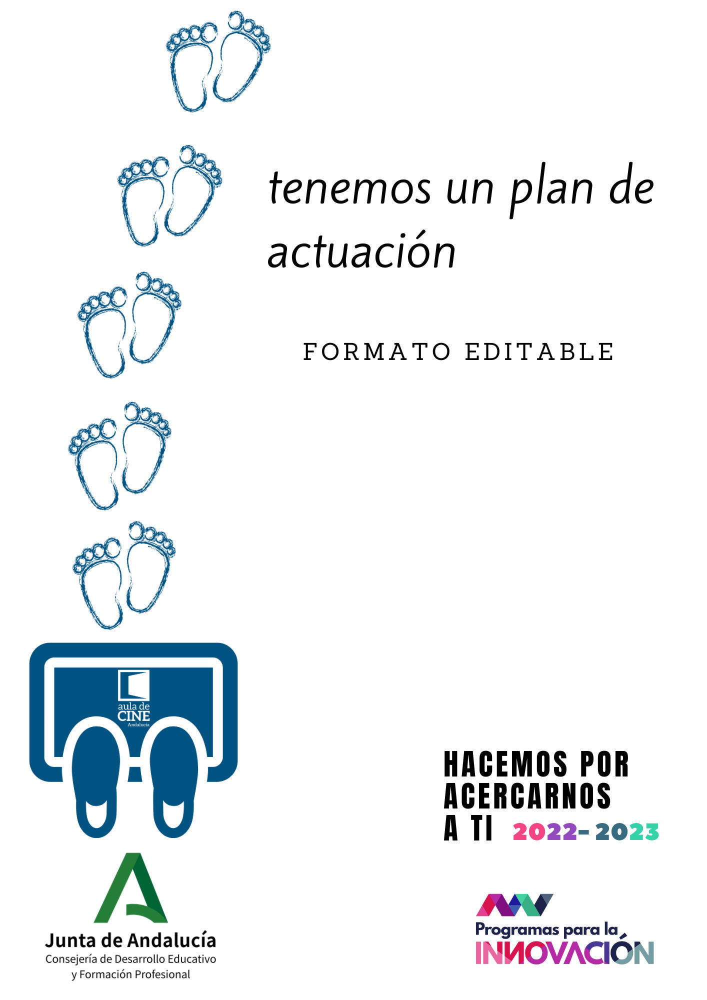 tenemos un plan de
actuación
FORMATO EDITABLE
aula de
CINE
Andalucía
HACEMOS POR
ACERCARNOS
A TI 2022- 2023
Junta de Andalucía
Consejería de Desarrollo Educativo
y Formación Profesional
Programas para la
INNOVACIÓN